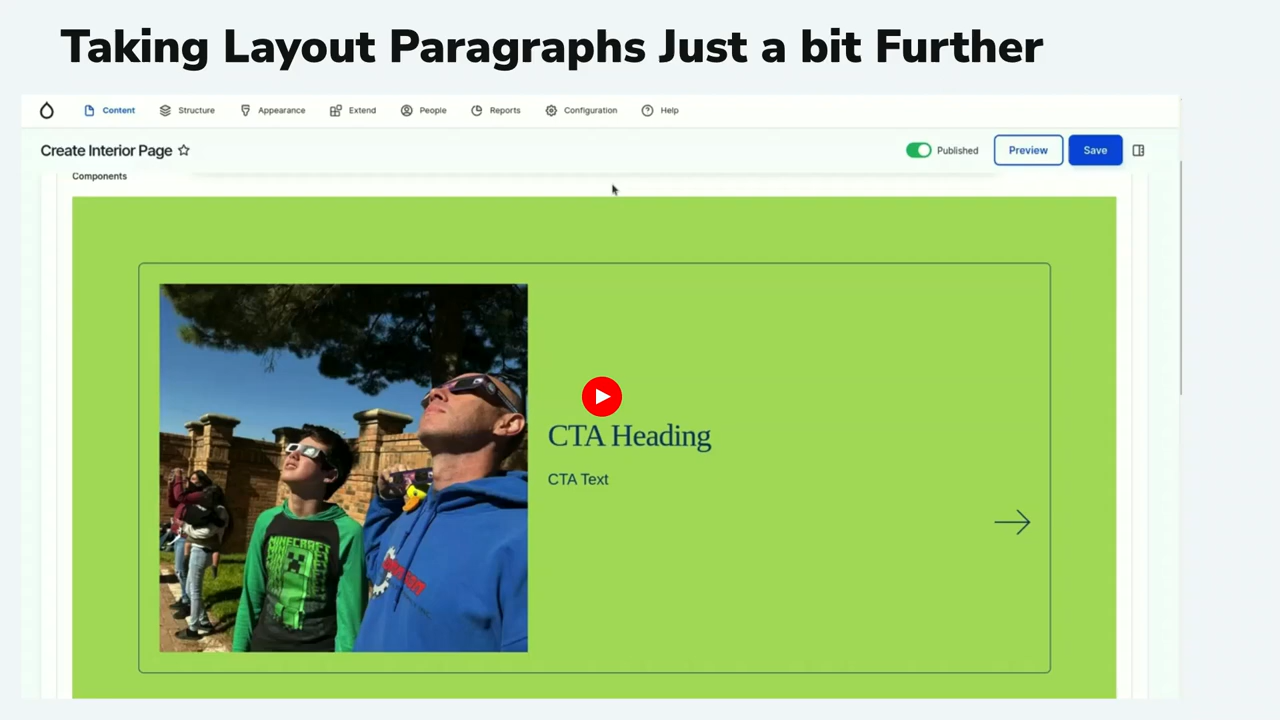 Taking Layout Paragraphs Just a bit Further
Content Structure Appearance Extend People Reports Configuration Help
Create Interior Page
Published Preview Save
Components
CTA Heading
CTA Text
MINECRAFT